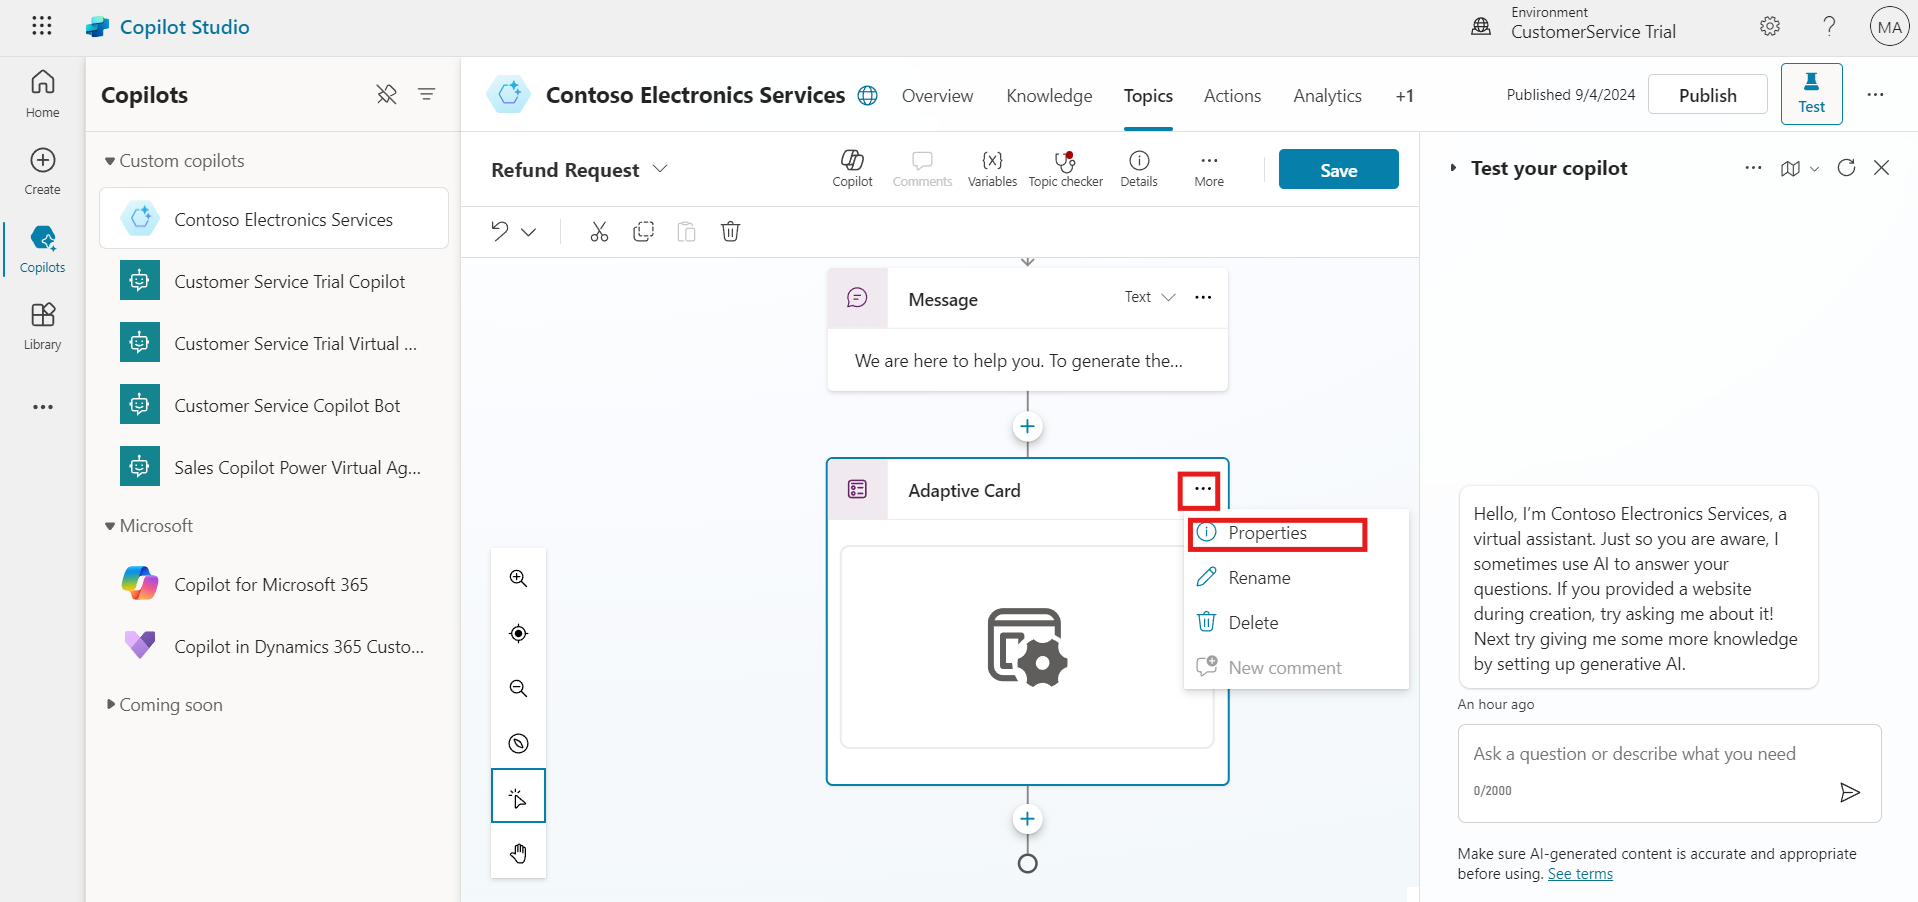 Copilot Studio
Environment
CustomerService Trial
?
MA
Home
Create
Copilots
Library
Copilots
Custom copilots
Contoso Electronics Services
Customer Service Trial Copilot
Customer Service Trial Virtual ...
Customer Service Copilot Bot
Sales Copilot Power Virtual Ag...
Microsoft
Copilot for Microsoft 365
Copilot in Dynamics 365 Custo...
Coming soon
Contoso Electronics Services
Overview
Knowledge
Topics
Actions
Analytics
+1
Published 9/4/2024
Publish
Test
Refund Request
Copilot
Comments
{x}
Variables
Topic checker
Details
More
Save
Message
Text
We are here to help you. To generate the...
Adaptive Card
Properties
Rename
Delete
New comment
Test your copilot
Hello, I'm Contoso Electronics Services, a
virtual assistant. Just so you are aware, I
sometimes use AI to answer your
questions. If you provided a website
during creation, try asking me about it!
Next try giving me some more knowledge
by setting up generative AI.
An hour ago
Ask a question or describe what you need
0/2000
Make sure AI-generated content is accurate and appropriate
before using. See terms